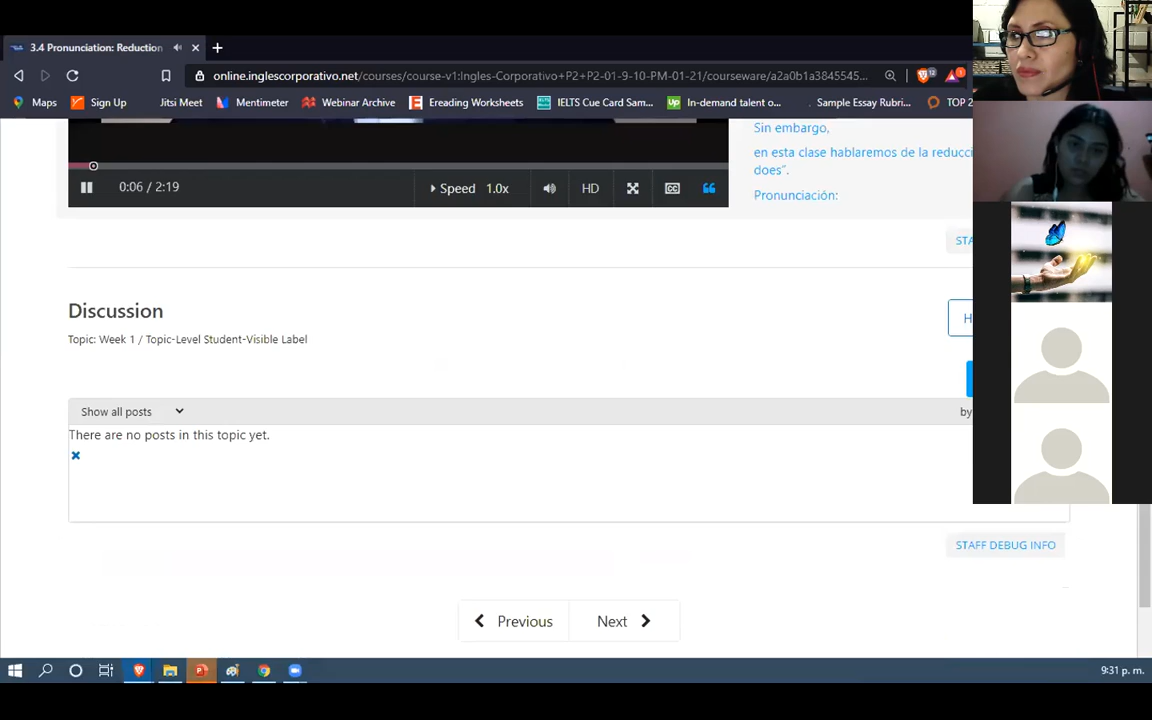 3.4 Pronunciation: Reduction
online.inglescorporativo.net/courses/course-v1:Ingles-Corporativo+P2+P2-01-9-10-PM-01-21/courseware/a2a0b1a3845545...
Maps Sign Up Jitsi Meet Mentimeter Webinar Archive Ereading Worksheets IELTS Cue Card Sam... Up In-demand talent o... Sample Essay Rubri... TOP 2
Sin embargo,
en esta clase hablaremos de la reducci
does”.
Pronunciación:
0:06 / 2:19
Speed 1.0x
HD
STA
Discussion
H
Topic: Week 1 / Topic-Level Student-Visible Label
Show all posts
by
There are no posts in this topic yet.
STAFF DEBUG INFO
Previous
Next
9:31 p. m.